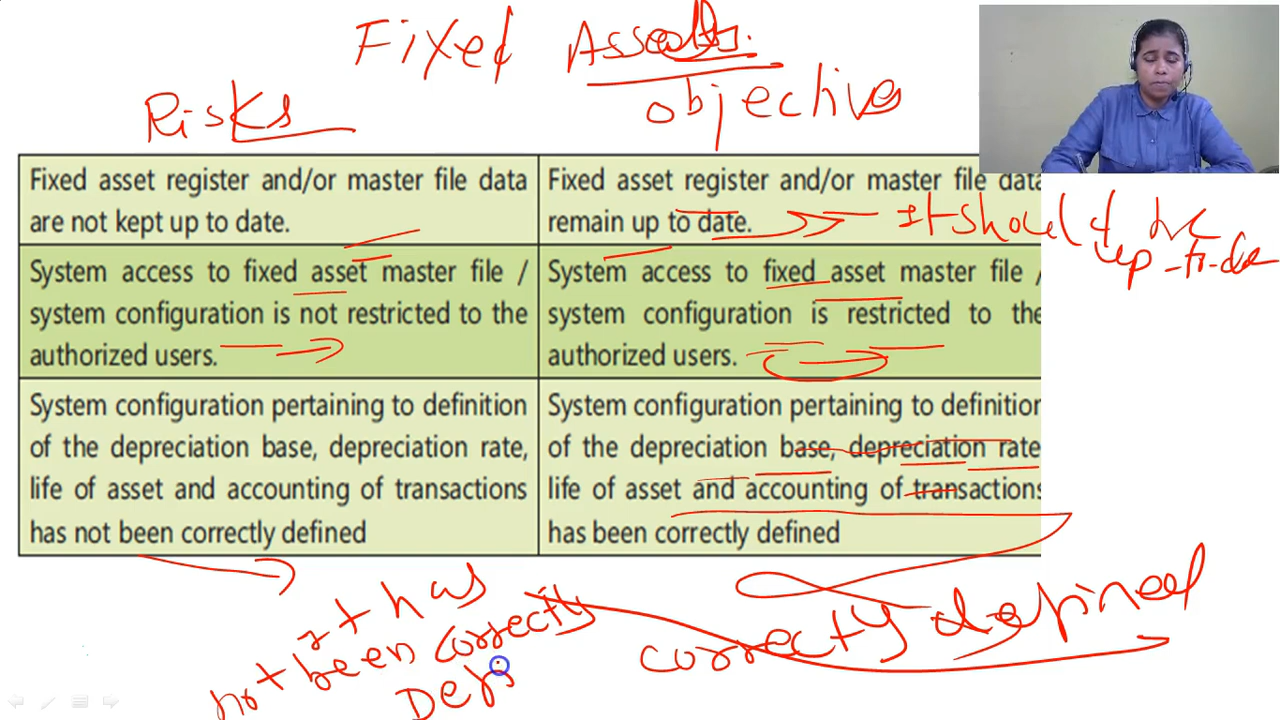 Fixed Assets.
Risks
objective
Fixed asset register and/or master file data
are not kept up to date.
Fixed asset register and/or master file data
remain up to date.
It should be
up-to-date
System access to fixed asset master file /
system configuration is not restricted to the
authorized users.
System access to fixed asset master file /
system configuration is restricted to the
authorized users.
System configuration pertaining to definition
of the depreciation base, depreciation rate,
life of asset and accounting of transactions
has not been correctly defined
System configuration pertaining to definition
of the depreciation base, depreciation rate
life of asset and accounting of transactions
has been correctly defined
It has
not been correctly
correcty defined